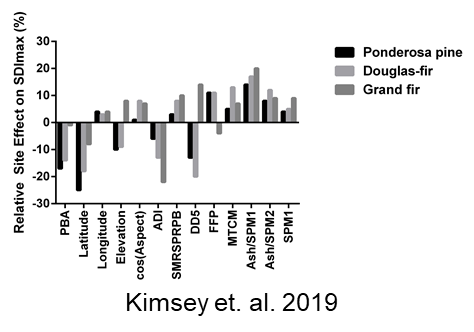 Relative Site Effect on SDImax (%)
30
20
10
0
-10
-20
-30
PBA
Latitude
Longitude
Elevation
cos(Aspect)
ADI
SMRSPRPB
DD5
FFP
MTCM
Ash/SPM1
Ash/SPM2
SPM1
Ponderosa pine
Douglas-fir
Grand fir
Kimsey et. al. 2019